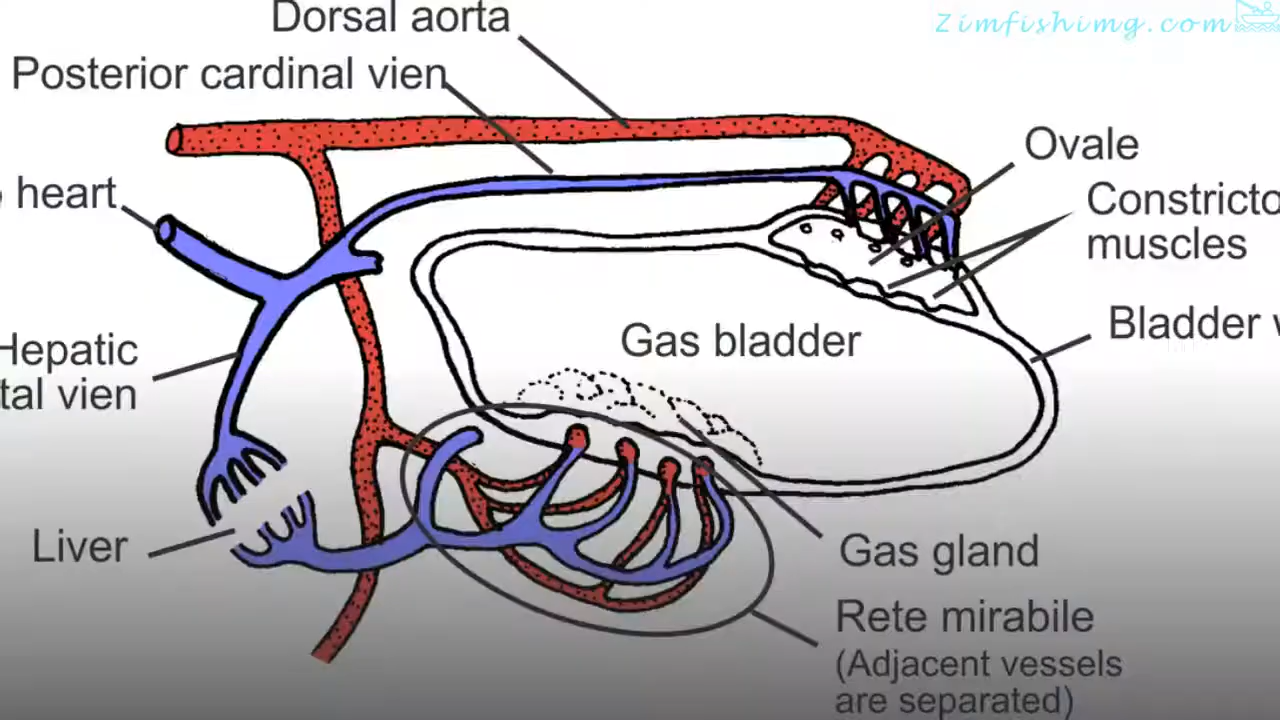 Dorsal aorta
Zimfishimg.com
Posterior cardinal vien
Ovale
heart
Constricto
muscles
Bladder
Gas bladder
Hepatic
tal vien
Liver
Gas gland
Rete mirabile
(Adjacent vessels
are separated)